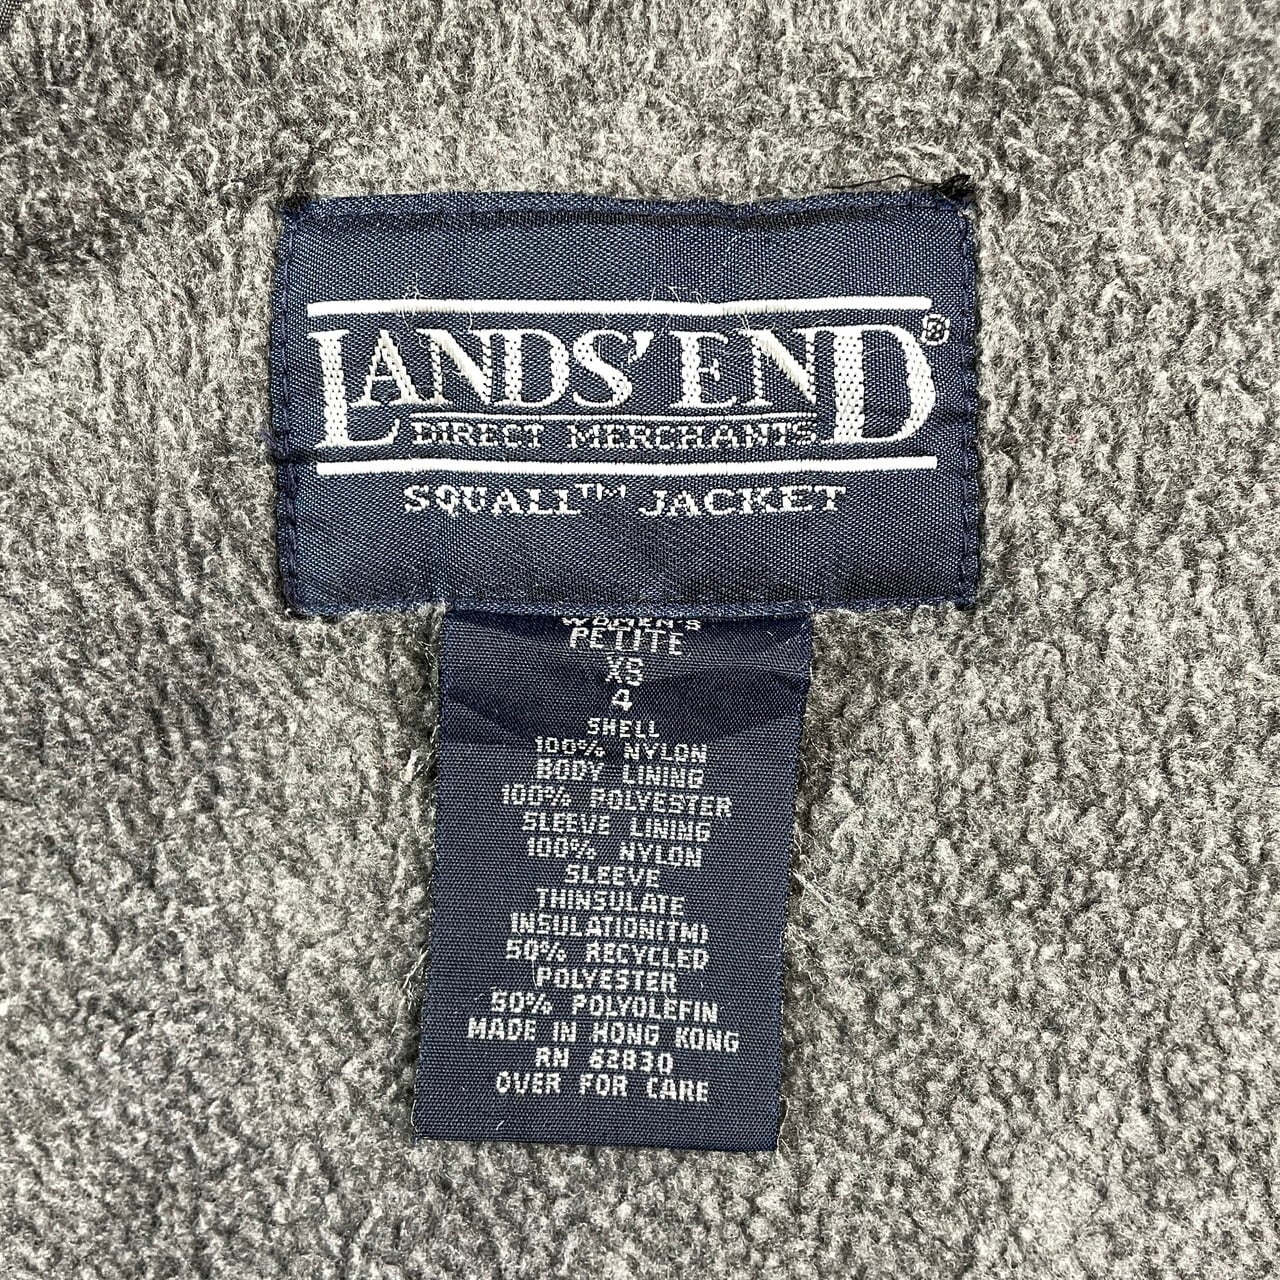 LANDS' END®
DIRECT MERCHANTS
SQUALL™ JACKET
WOMEN'S
PETITE
XS
4
SHELL
100% NYLON
BODY LINING
100% POLYESTER
SLEEVE LINING
100% NYLON
SLEEVE
THINSULATE
INSULATION(TM)
50% RECYCLED
POLYESTER
50% POLYOLEFIN
MADE IN HONG KONG
RN 62830
OVER FOR CARE